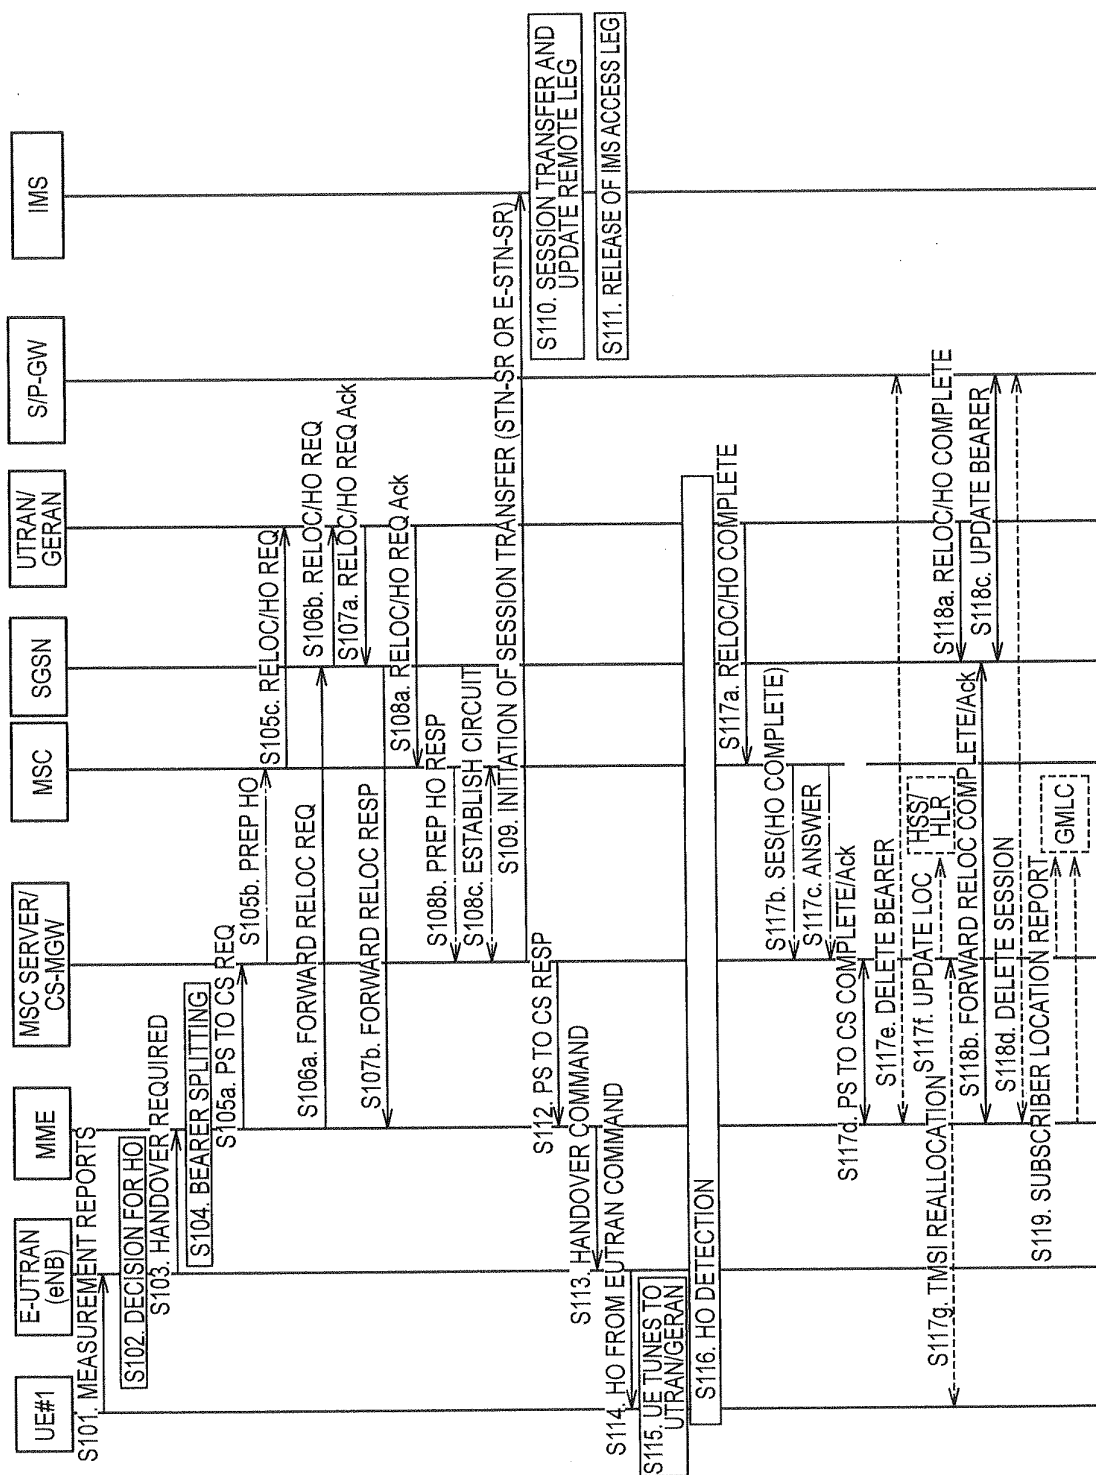 UE#1
E-UTRAN
(eNB)
MME
MSC SERVER/
CS-MGW
MSC
SGSN
UTRAN/
GERAN
S/P-GW
IMS
S101. MEASUREMENT REPORTS
S102. DECISION FOR HO
S103. HANDOVER REQUIRED
S104. BEARER SPLITTING
S105a. PS TO CS REQ
S105b. PREP HO
S105c. RELOC/HO REQ
S106a. FORWARD RELOC REQ
S106b. RELOC/HO REQ
S107a. RELOC/HO REQ Ack
S107b. FORWARD RELOC RESP
S108a. RELOC/HO REQ Ack
S108b. PREP HO RESP
S108c. ESTABLISH CIRCUIT
S109. INITIATION OF SESSION TRANSFER (STN-SR OR E-STN-SR)
S110. SESSION TRANSFER AND
UPDATE REMOTE LEG
S111. RELEASE OF IMS ACCESS LEG
S112. PS TO CS RESP
S113. HANDOVER COMMAND
S114. HO FROM EUTRAN COMMAND
S115. UE TUNES TO
UTRAN/GERAN
S116. HO DETECTION
S117a. RELOC/HO COMPLETE
S117b. SES(HO COMPLETE)
S117c. ANSWER
S117d. PS TO CS COMPLETE/Ack
S117e. DELETE BEARER
S117f. UPDATE LOC
HSS/
HLR
S117g. TMSI REALLOCATION
S118a. RELOC/HO COMPLETE
S118b. FORWARD RELOC COMPLETE/Ack
S118c. UPDATE BEARER
S118d. DELETE SESSION
S119. SUBSCRIBER LOCATION REPORT
GMLC